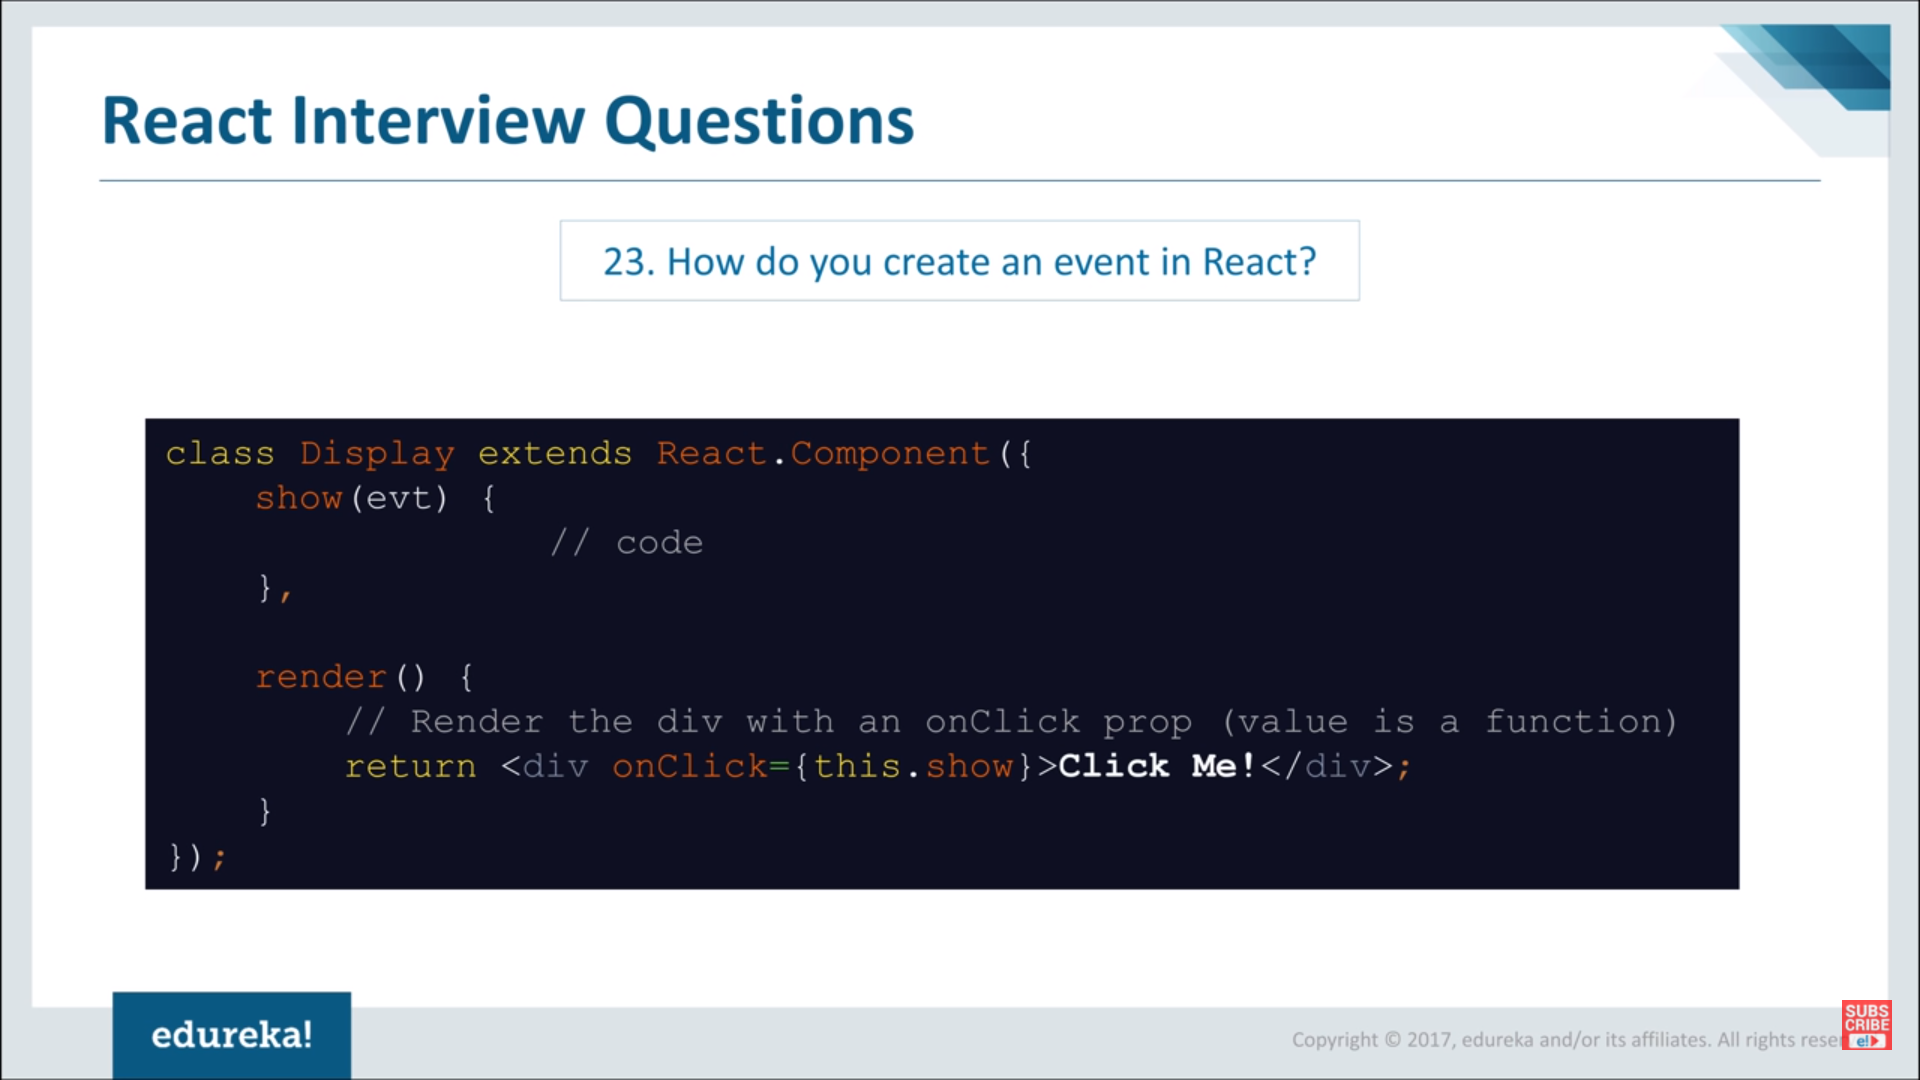 React Interview Questions
23. How do you create an event in React?
class Display extends React.Component({
show(evt) {
// code
},
render() {
// Render the div with an onClick prop (value is a function)
return <div onClick={this.show}>Click Me!</div>;
}
});
edureka!
Copyright © 2017, edureka and/or its affiliates. All rights reser
SUBS
CRIBE
e!